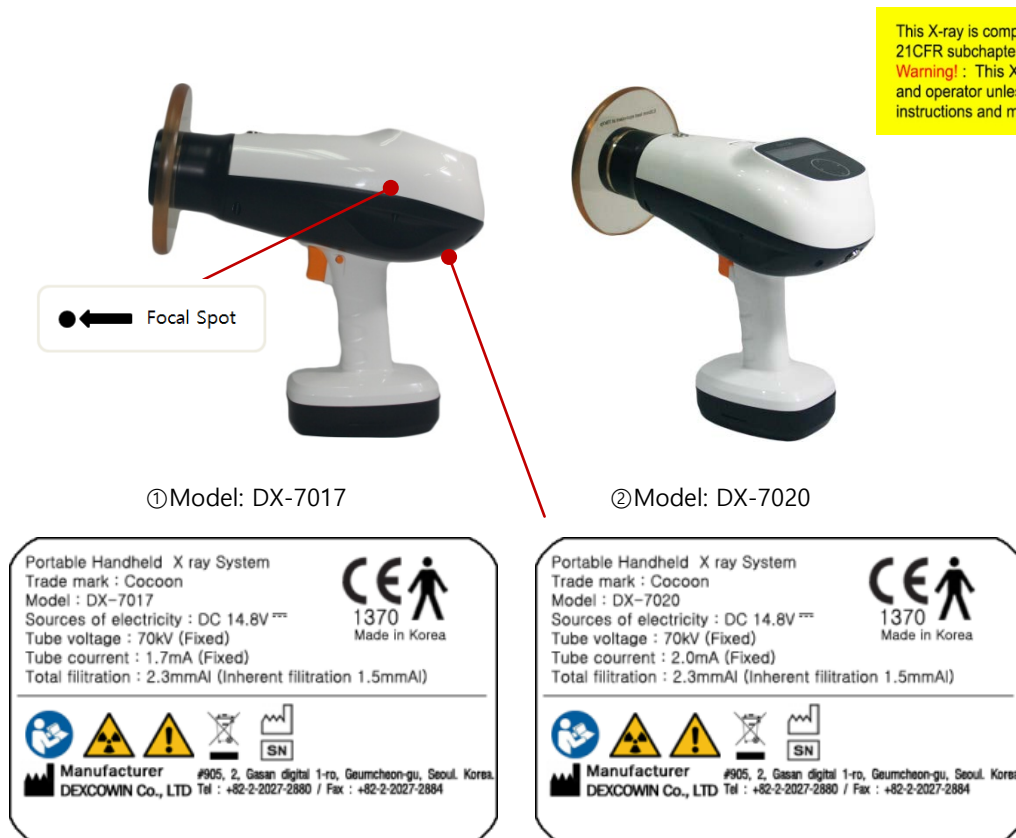 This X-ray is comp
21CFR subchapte
Warning! : This X
and operator unles
instructions and m
Focal Spot
①Model: DX-7017
②Model: DX-7020
Portable Handheld X ray System
Trade mark : Cocoon
Model : DX-7017
Sources of electricity : DC 14.8V
Tube voltage : 70kV (Fixed)
Tube courrent : 1.7mA (Fixed)
Total filitration : 2.3mmAl (Inherent filitration 1.5mmAl)
CE
1370
Made in Korea
SN
Manufacturer
DEXCOWIN Co., LTD
#905, 2, Gasan digital 1-ro, Geumcheon-gu, Seoul. Korea.
Tel : +82-2-2027-2880 / Fax : +82-2-2027-2884
Portable Handheld X ray System
Trade mark : Cocoon
Model : DX-7020
Sources of electricity : DC 14.8V
Tube voltage : 70kV (Fixed)
Tube courrent : 2.0mA (Fixed)
Total filitration : 2.3mmAl (Inherent filitration 1.5mmAl)
CE
1370
Made in Korea
SN
Manufacturer
DEXCOWIN Co., LTD
#905, 2, Gasan digital 1-ro, Geumcheon-gu, Seoul. Korea
Tel : +82-2-2027-2880 / Fax : +82-2-2027-2884